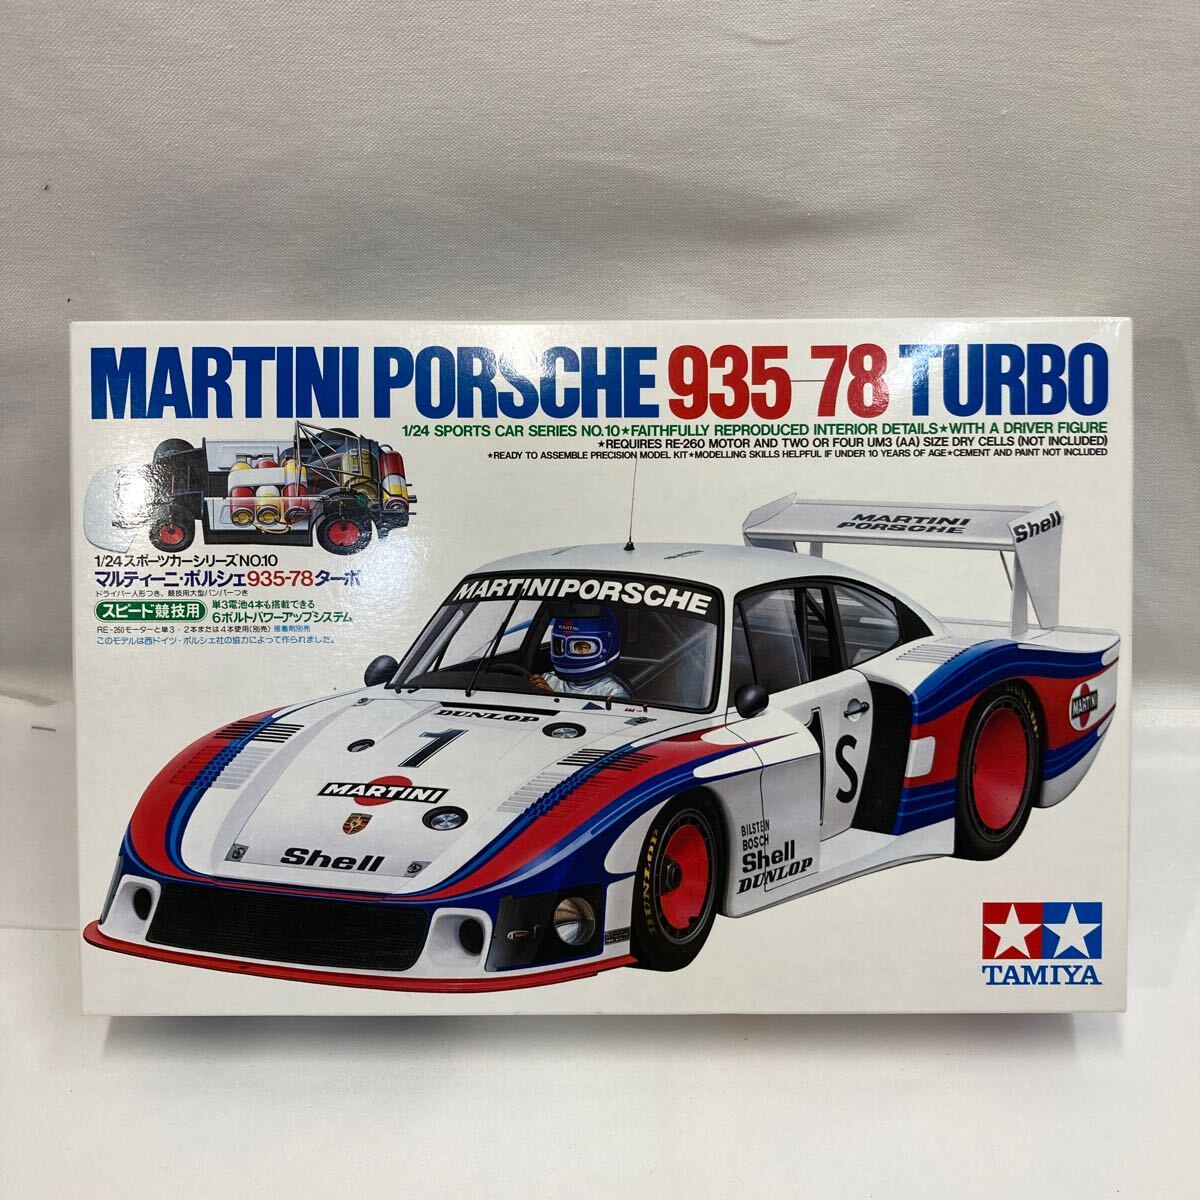 MARTINI PORSCHE 935-78 TURBO
1/24 SPORTS CAR SERIES NO.10★FAITHFULLY REPRODUCED INTERIOR DETAILS★WITH A DRIVER FIGURE
★REQUIRES RE-260 MOTOR AND TWO OR FOUR UM3 (AA) SIZE DRY CELLS (NOT INCLUDED)
★READY TO ASSEMBLE PRECISION MODEL KIT★MODELLING SKILLS HELPFUL IF UNDER 10 YEARS OF AGE★CEMENT AND PAINT NOT INCLUDED
1/24スポーツカーシリーズNO.10
マルティーニ・ポルシェ935-78ターボ
ドライバー人形つき、競技用大型バンパーつき
スピード競技用
単3電池4本も搭載できる
6ボルトパワーアップシステム
RE-260モーターと単3・2本または4本使用(別売) 接着剤別売
このモデルは西ドイツ・ポルシェ社の協力によって作られました。
MARTINI PORSCHE
Shell
MARTINI PORSCHE
MARTINI
DUNLOP
1
MARTINI
Shell
1
S
MARTINI
DUNLOP
BILSTEIN
BOSCH
Shell
DUNLOP
DUNLOP
TAMIYA